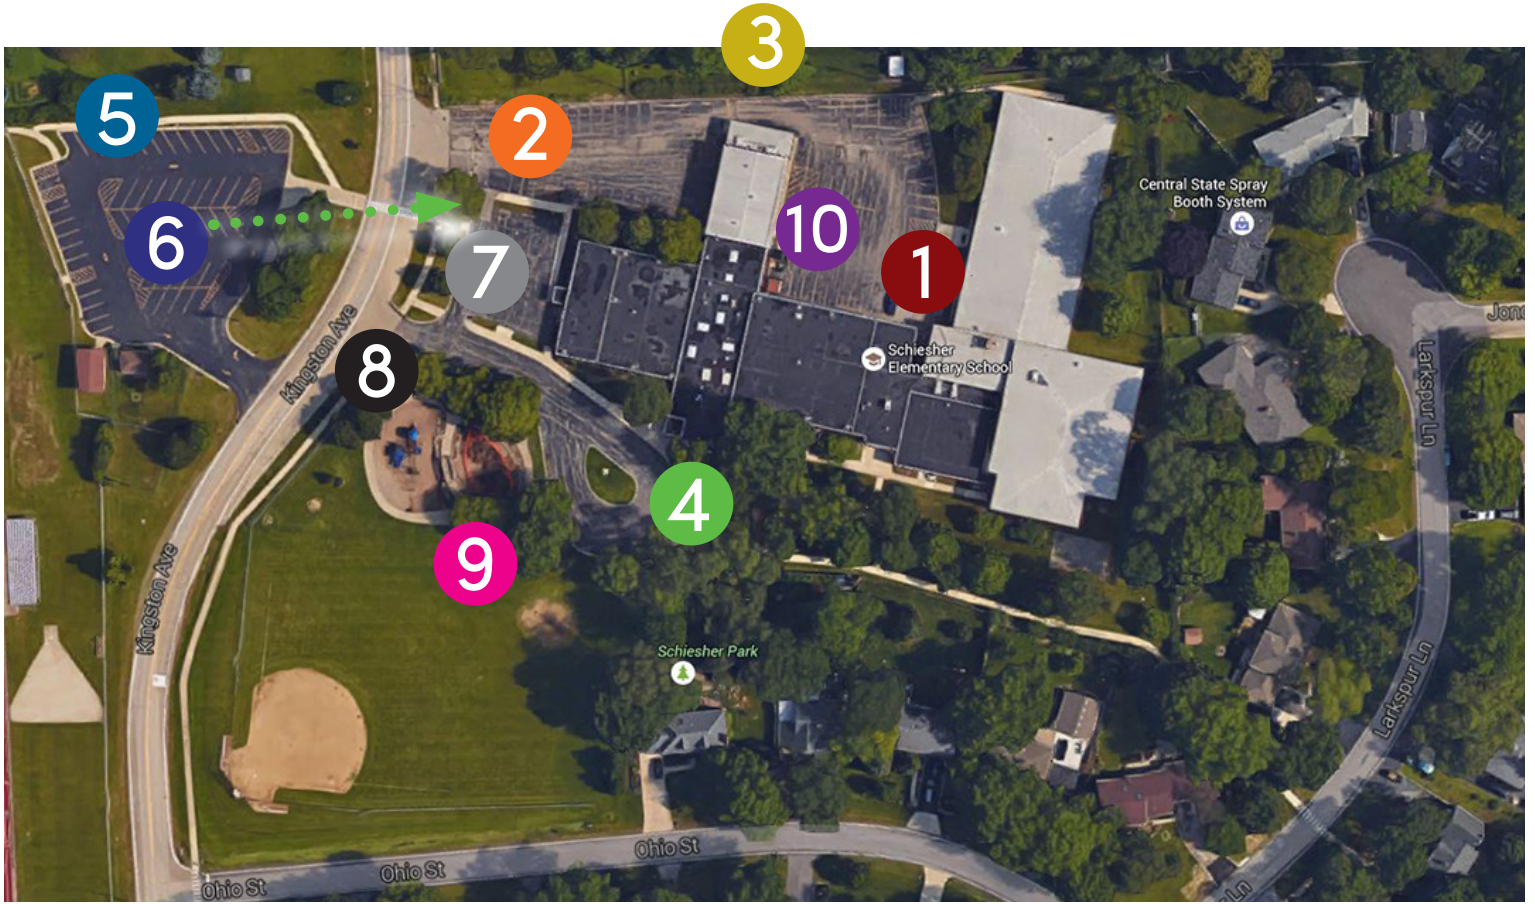 3
5
2
Central State Spray
Booth System
6
10
7
1
Kingston Ave
Schiesher
Elementary School
8
Larkspur Ln
4
9
Kingston Ave
Schiesher Park
Larkspur Ln
Ohio St
Ohio St
Ohio St
Ln